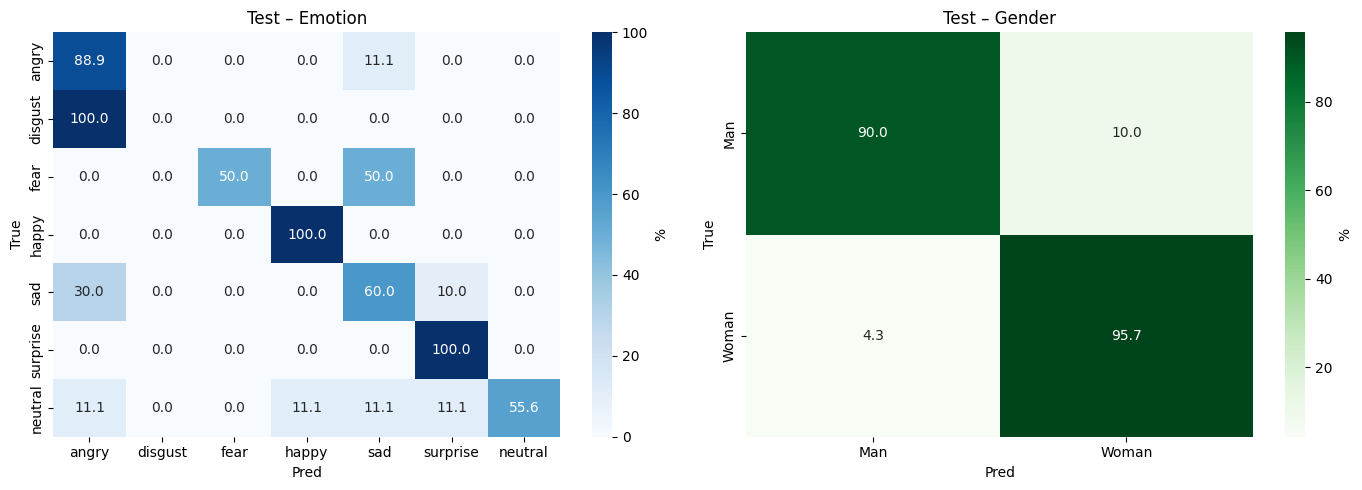 Test – Emotion
angry 88.9 0.0 0.0 0.0 11.1 0.0 0.0
disgust 100.0 0.0 0.0 0.0 0.0 0.0 0.0
fear 0.0 0.0 50.0 0.0 50.0 0.0 0.0
happy 0.0 0.0 0.0 100.0 0.0 0.0 0.0
sad 30.0 0.0 0.0 0.0 60.0 10.0 0.0
surprise 0.0 0.0 0.0 0.0 0.0 100.0 0.0
neutral 11.1 0.0 0.0 11.1 11.1 11.1 55.6
True
angry disgust fear happy sad surprise neutral
Pred
100
80
60
40
20
0
%
Test – Gender
Man 90.0 10.0
Woman 4.3 95.7
True
Man Woman
Pred
80
60
40
20
%